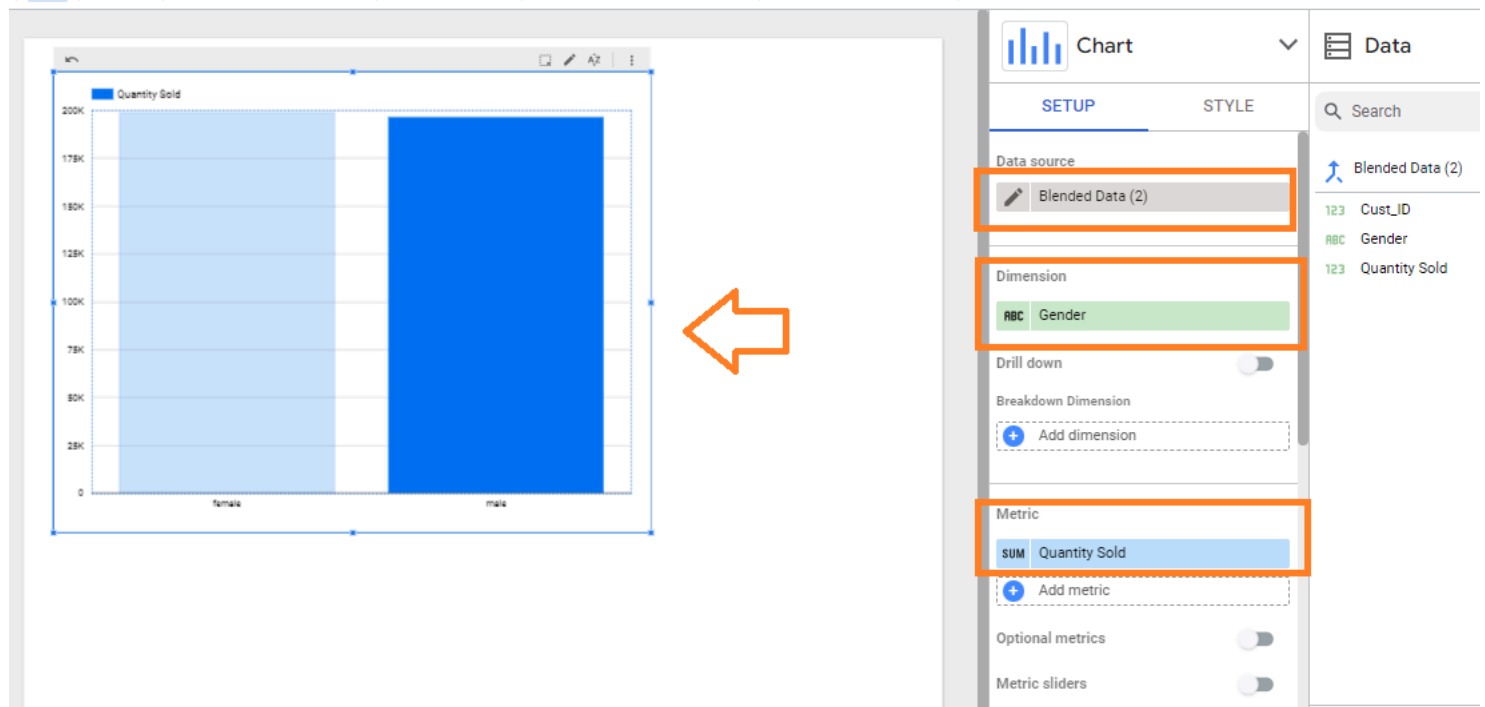 Quantity Sold
200K
175K
150K
125K
100K
75K
50K
25K
0
female
male
Chart
SETUP
STYLE
Data source
Blended Data (2)
Dimension
ABC Gender
Drill down
Breakdown Dimension
Add dimension
Metric
SUM Quantity Sold
Add metric
Optional metrics
Metric sliders
Data
Search
Blended Data (2)
123 Cust_ID
ABC Gender
123 Quantity Sold